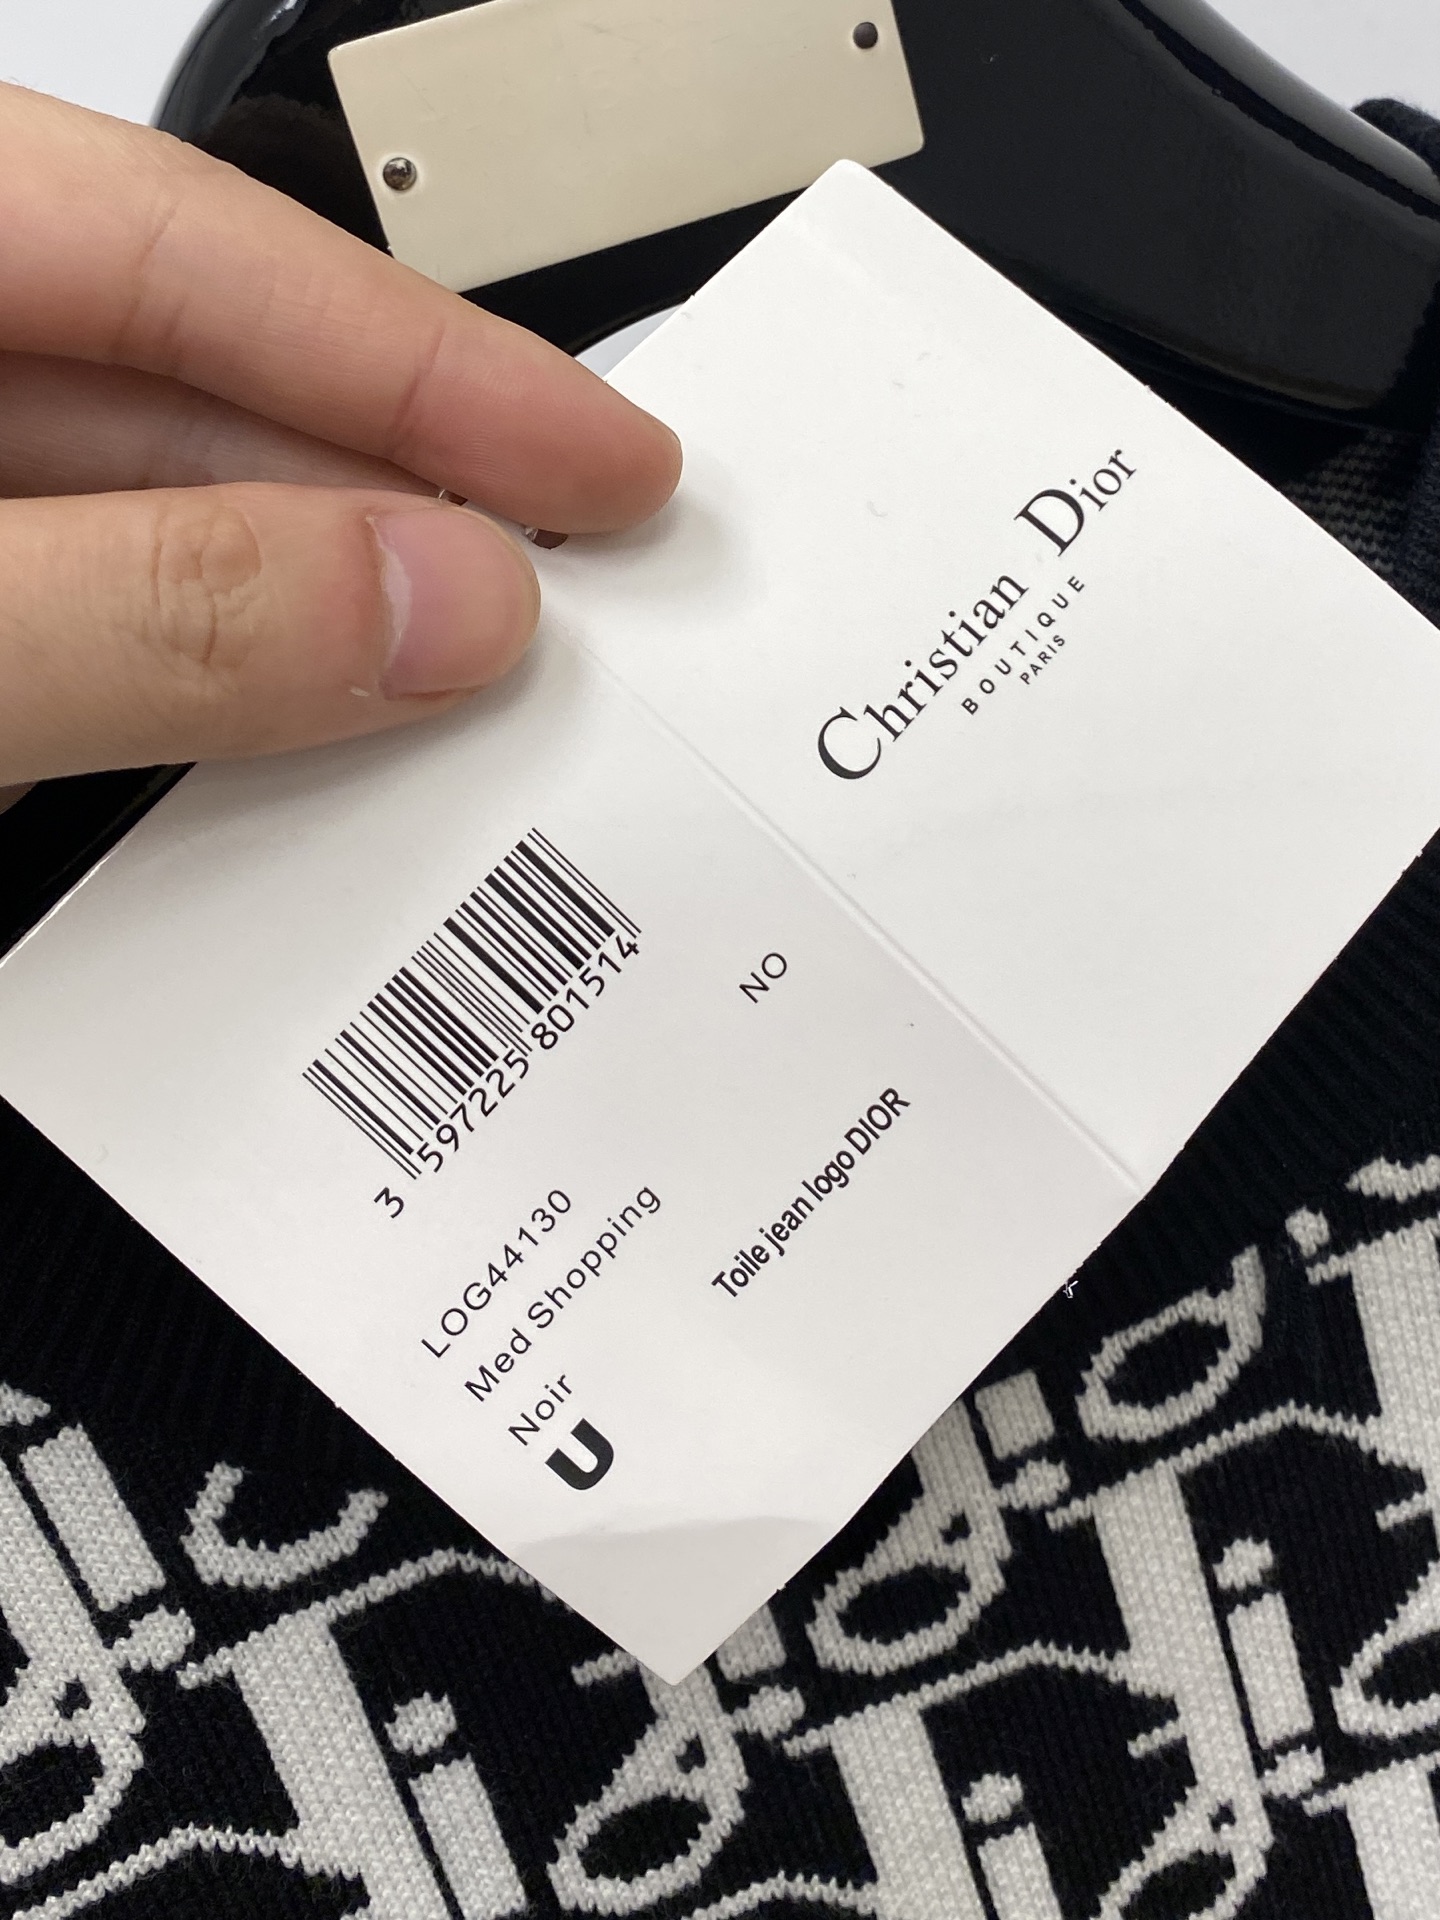 Christian Dior
BOUTIQUE
PARIS
3 597225 801514
NO
LOG44130
Med Shopping
Toile jean logo DIOR
Noir
U